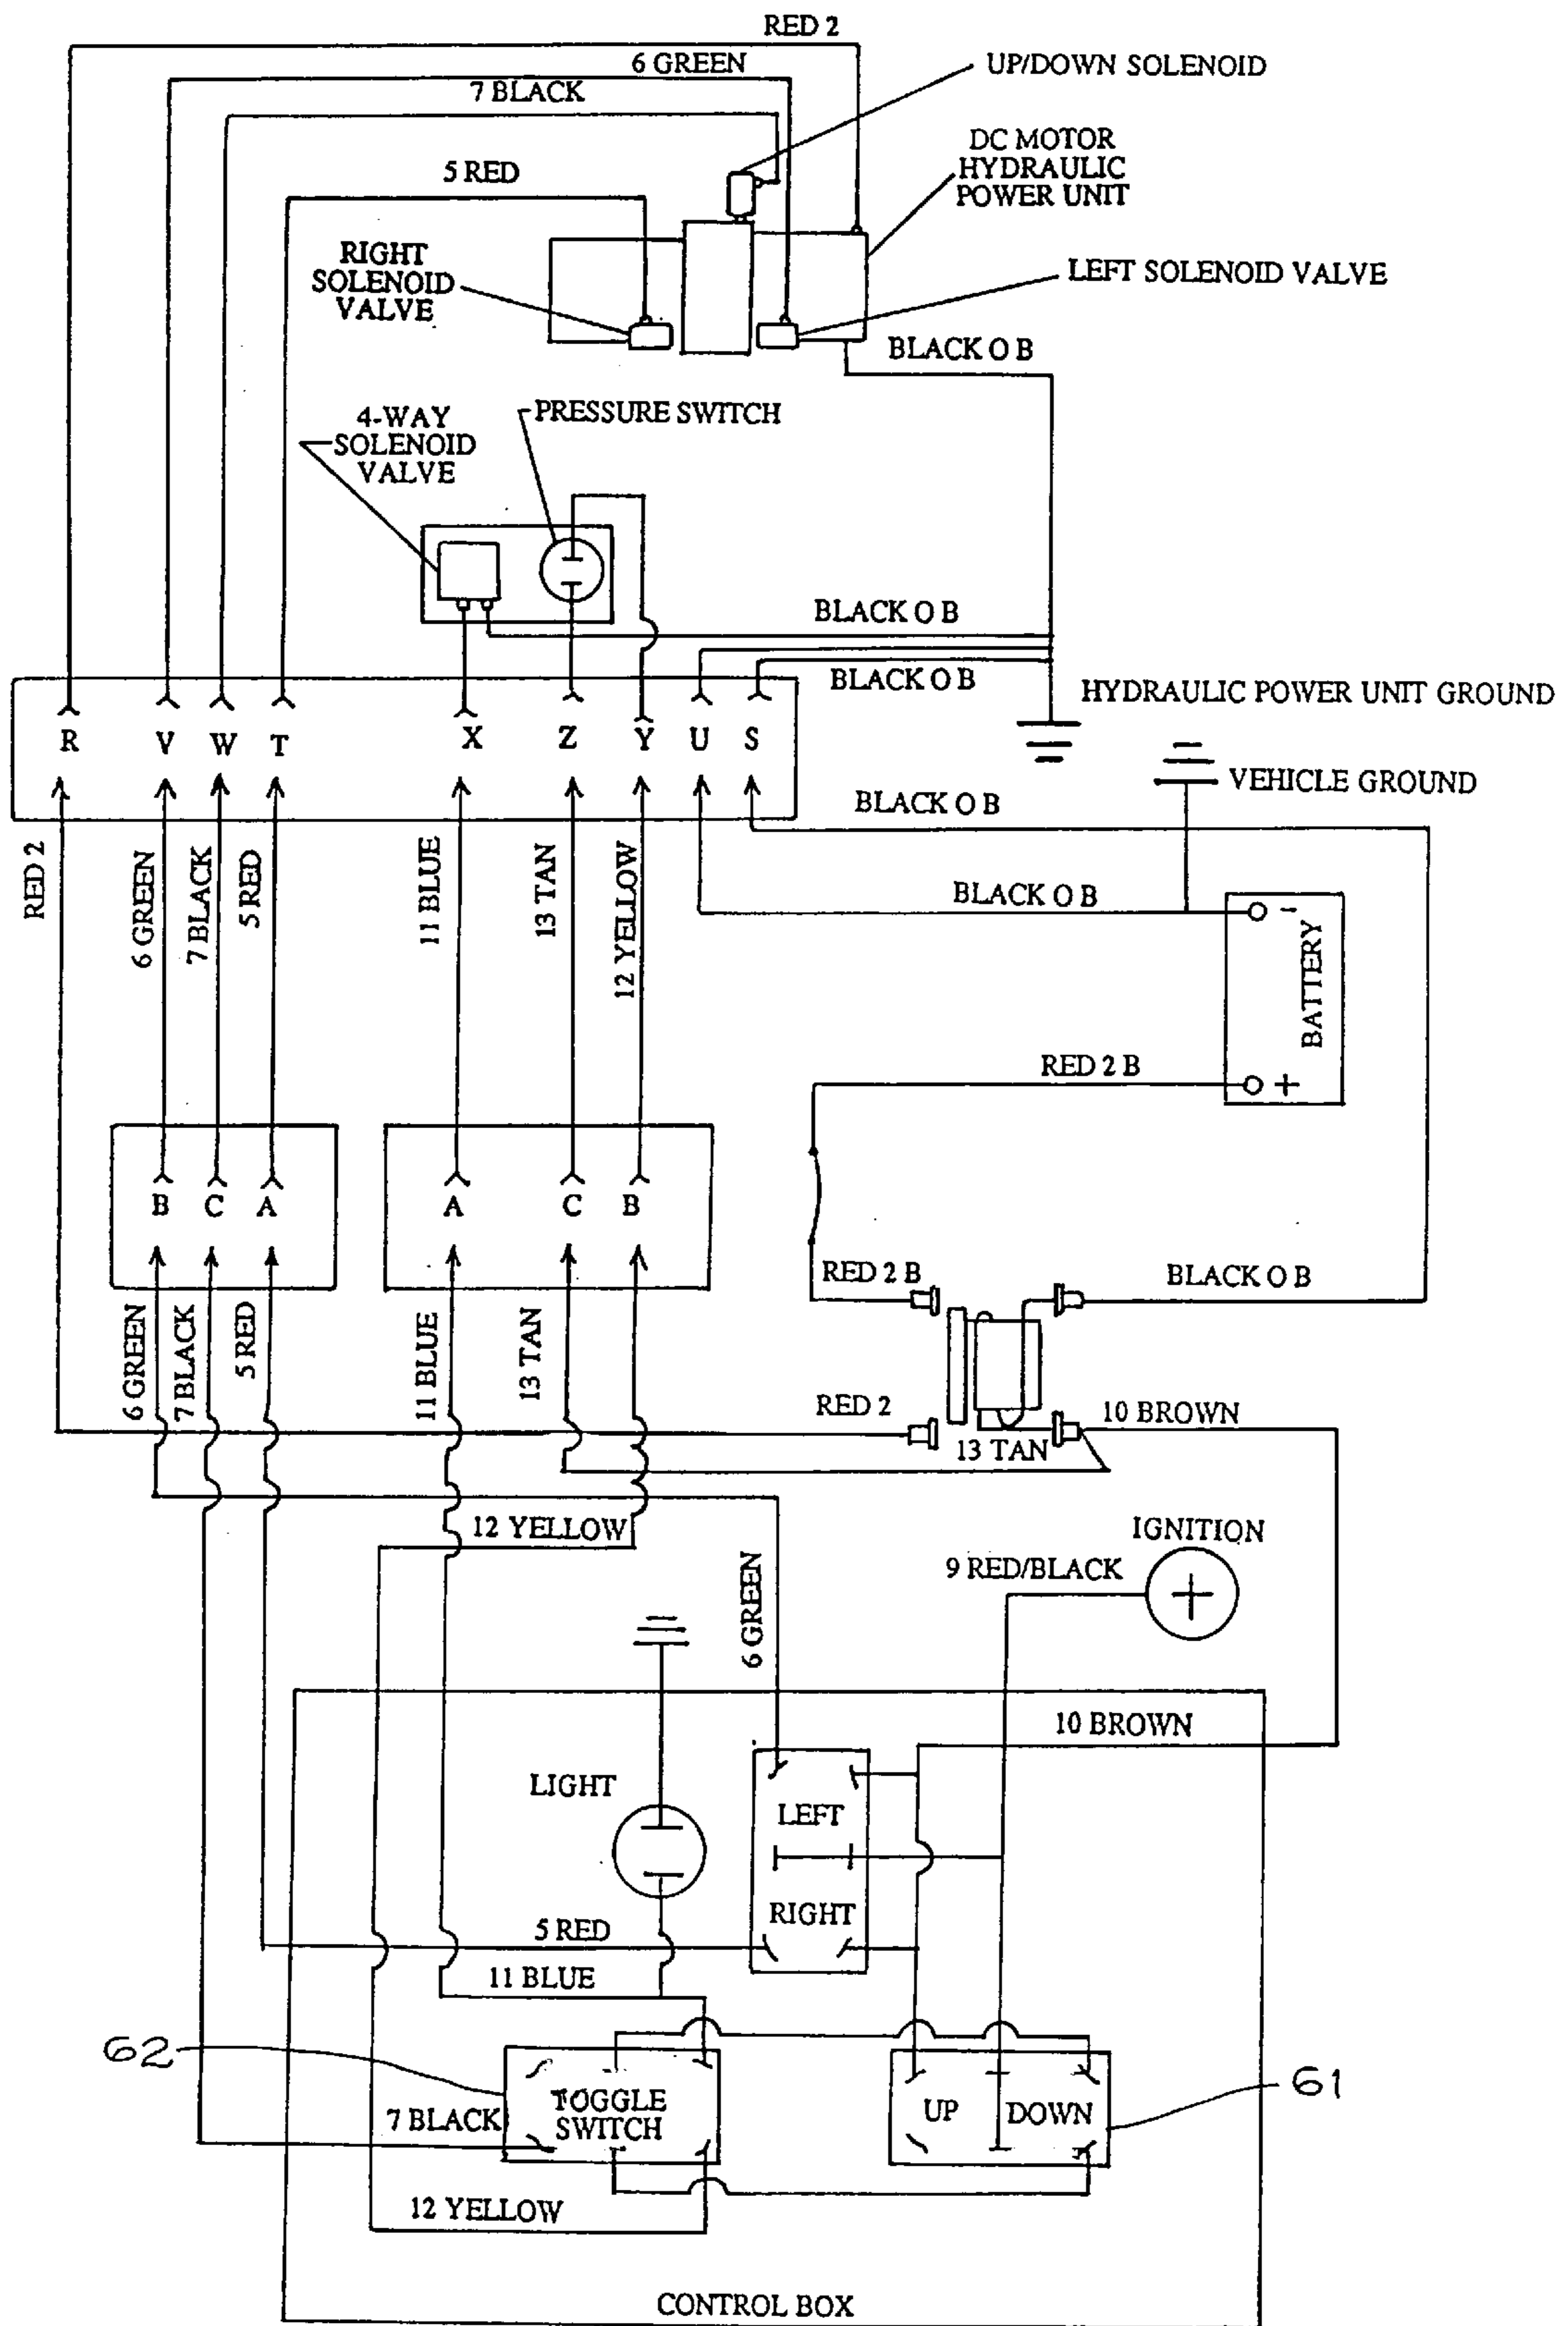 RED 2
6 GREEN
UP/DOWN SOLENOID
7 BLACK
DC MOTOR
HYDRAULIC
POWER UNIT
5 RED
RIGHT
SOLENOID
VALVE
LEFT SOLENOID VALVE
BLACK O B
4-WAY
SOLENOID
VALVE
PRESSURE SWITCH
BLACK O B
BLACK O B
HYDRAULIC POWER UNIT GROUND
R V W T X Z Y U S
VEHICLE GROUND
BLACK O B
RED 2
6 GREEN
7 BLACK
5 RED
11 BLUE
13 TAN
12 YELLOW
BLACK O B
-
BATTERY
+
RED 2 B
B C A A C B
RED 2 B
BLACK O B
6 GREEN
7 BLACK
5 RED
11 BLUE
13 TAN
RED 2
10 BROWN
13 TAN
12 YELLOW
IGNITION
9 RED/BLACK
+
6 GREEN
10 BROWN
LIGHT
LEFT
RIGHT
5 RED
11 BLUE
62
61
TOGGLE
SWITCH
7 BLACK
UP DOWN
12 YELLOW
CONTROL BOX